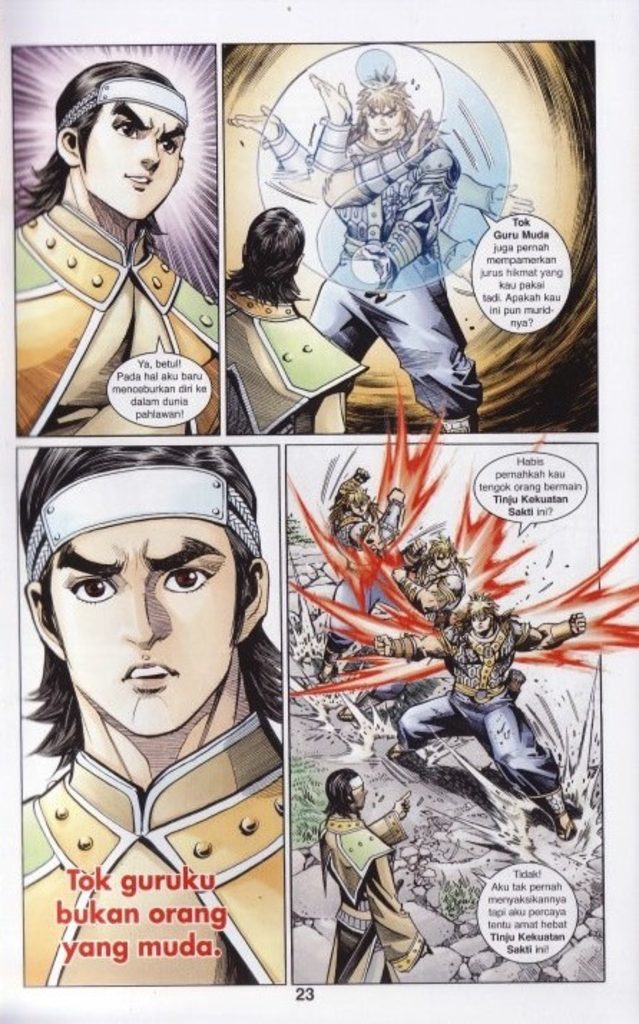 Ya, betul!
Pada hal aku baru
menceburkan diri ke
dalam dunia
pahlawan!
Tok
Guru Muda
juga pernah
mempamerkan
jurus hikmat yang
kau pakai
tadi. Apakah kau
ini pun murid-
nya?
Tok guruku
bukan orang
yang muda.
Habis
pernahkah kau
tengok orang bermain
Tinju Kekuatan
Sakti ini?
Tidak!
Aku tak pernah
menyaksikannya
tapi aku percaya
tentu amat hebat
Tinju Kekuatan
Sakti ini!
23